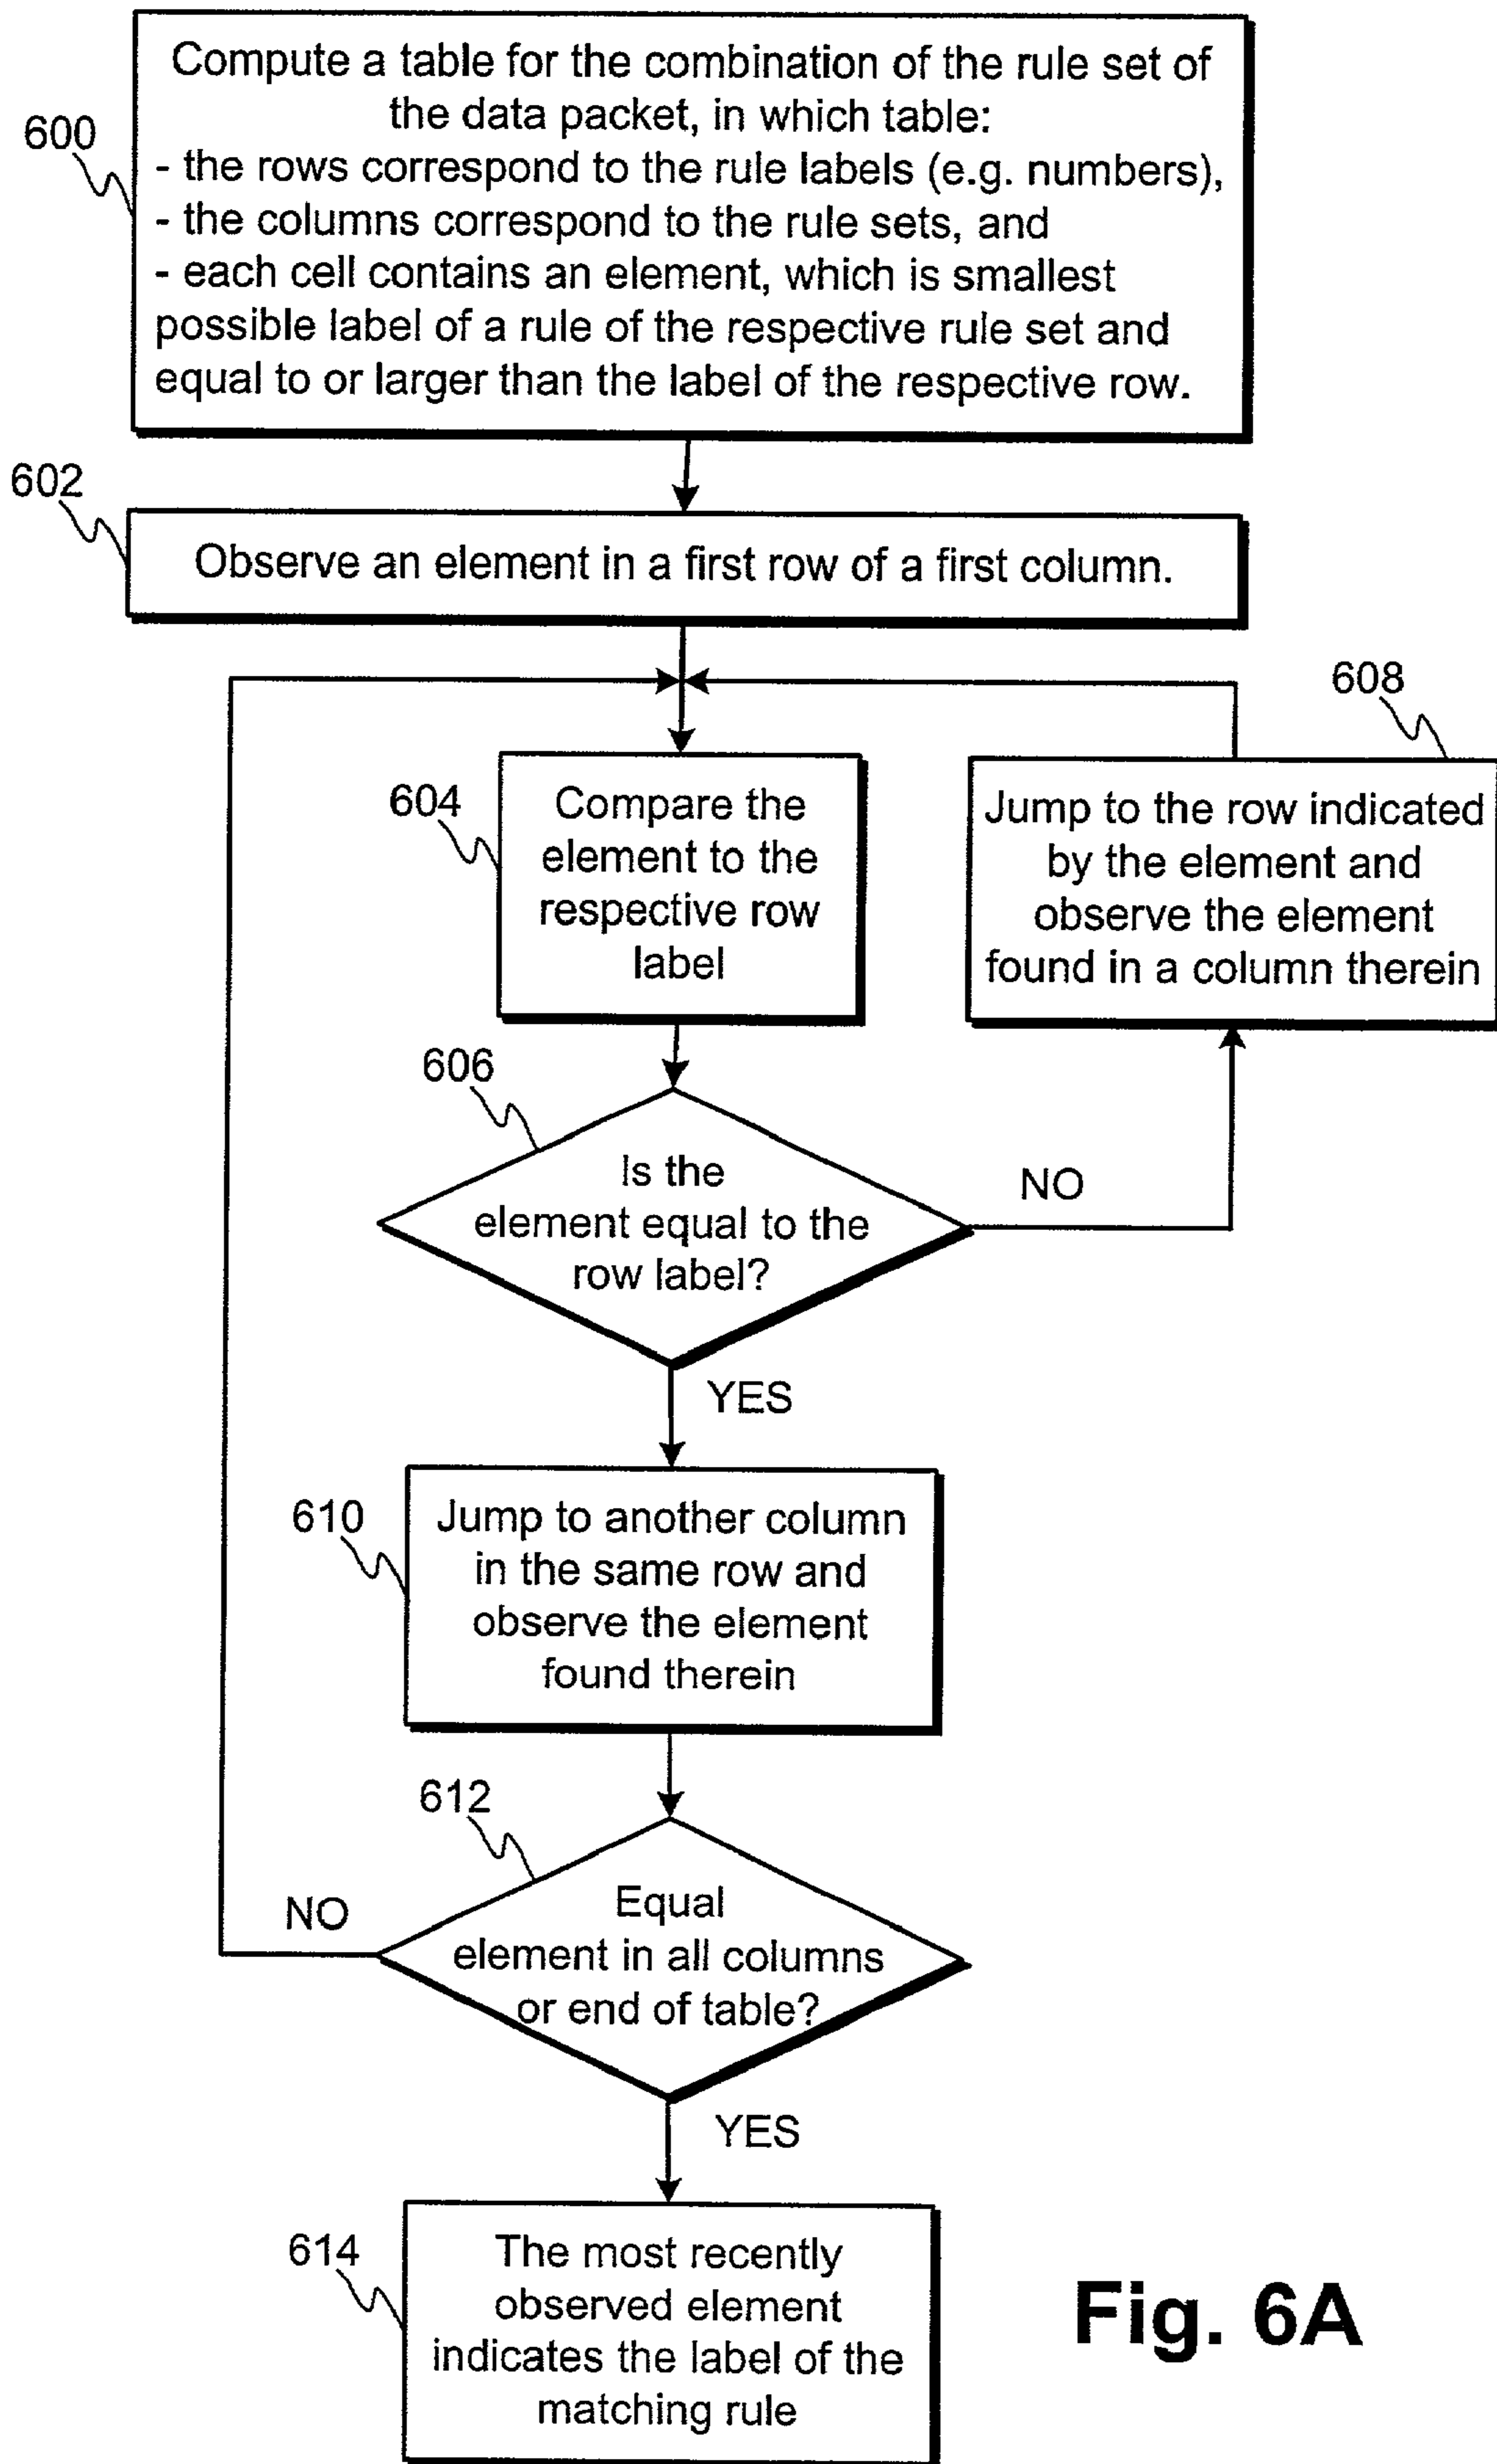 Compute a table for the combination of the rule set of
the data packet, in which table:
- the rows correspond to the rule labels (e.g. numbers),
- the columns correspond to the rule sets, and
- each cell contains an element, which is smallest
possible label of a rule of the respective rule set and
equal to or larger than the label of the respective row.
600
602
Observe an element in a first row of a first column.
608
604
Compare the
element to the
respective row
label
Jump to the row indicated
by the element and
observe the element
found in a column therein
606
Is the
element equal to the
row label?
NO
YES
610
Jump to another column
in the same row and
observe the element
found therein
612
Equal
element in all columns
or end of table?
NO
YES
614
The most recently
observed element
indicates the label of the
matching rule
Fig. 6A